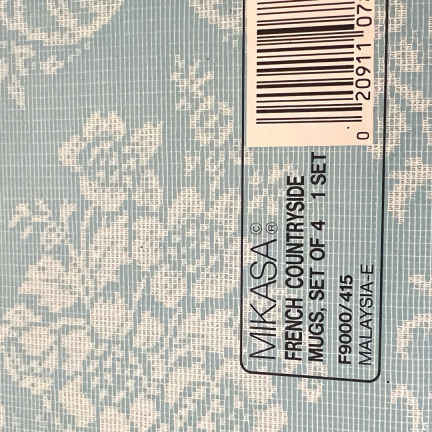 MIKASA©®
FRENCH COUNTRYSIDE
MUGS, SET OF 4 1 SET
F9000/415
MALAYSIA-E
0 20911 07